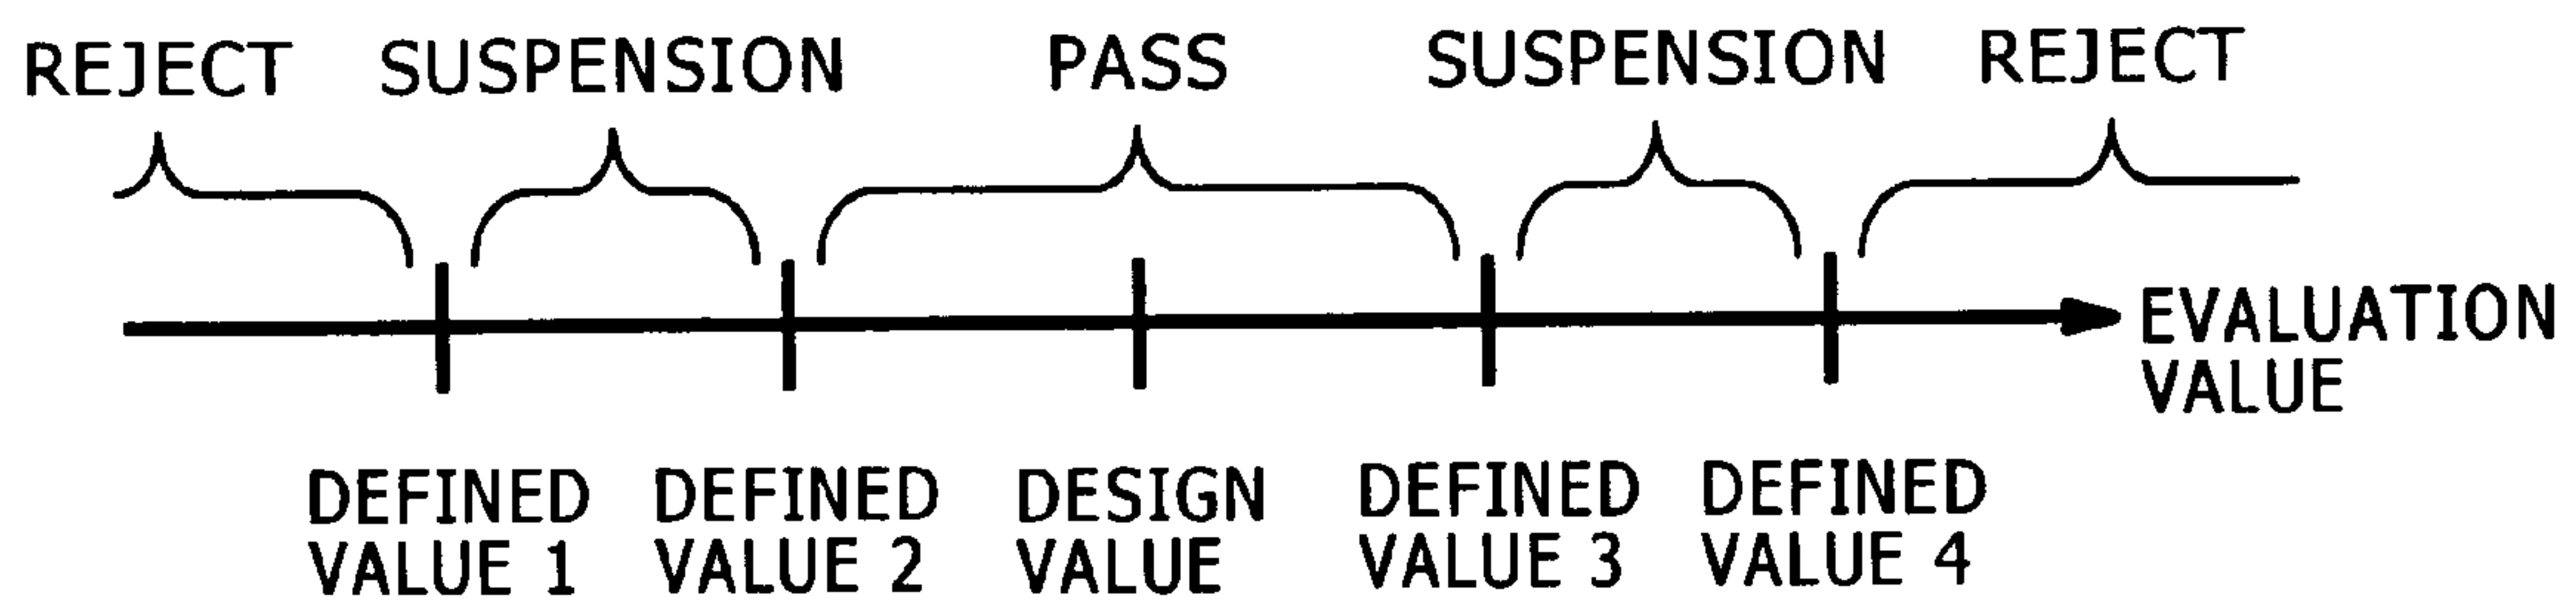 REJECT SUSPENSION PASS SUSPENSION REJECT
EVALUATION
VALUE
DEFINED DEFINED DESIGN DEFINED DEFINED
VALUE 1 VALUE 2 VALUE VALUE 3 VALUE 4